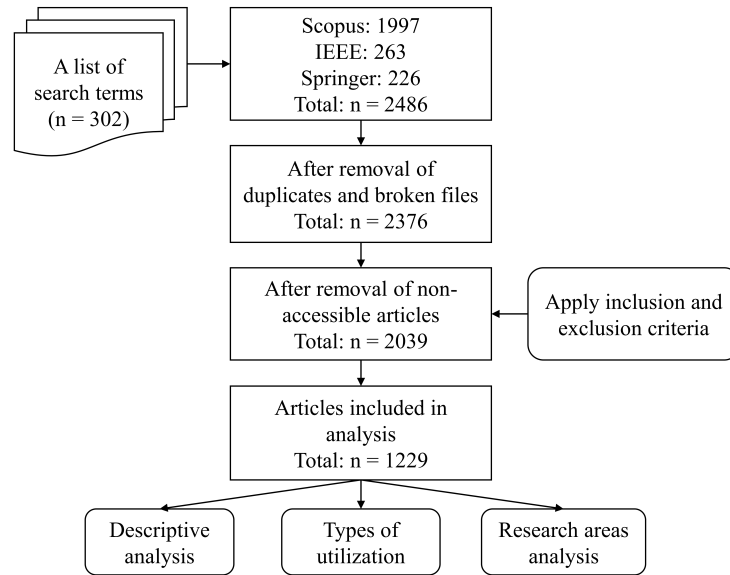 A list of
search terms
(n = 302)
Scopus: 1997
IEEE: 263
Springer: 226
Total: n = 2486
After removal of
duplicates and broken files
Total: n = 2376
After removal of non-
accessible articles
Total: n = 2039
Apply inclusion and
exclusion criteria
Articles included in
analysis
Total: n = 1229
Descriptive
analysis
Types of
utilization
Research areas
analysis